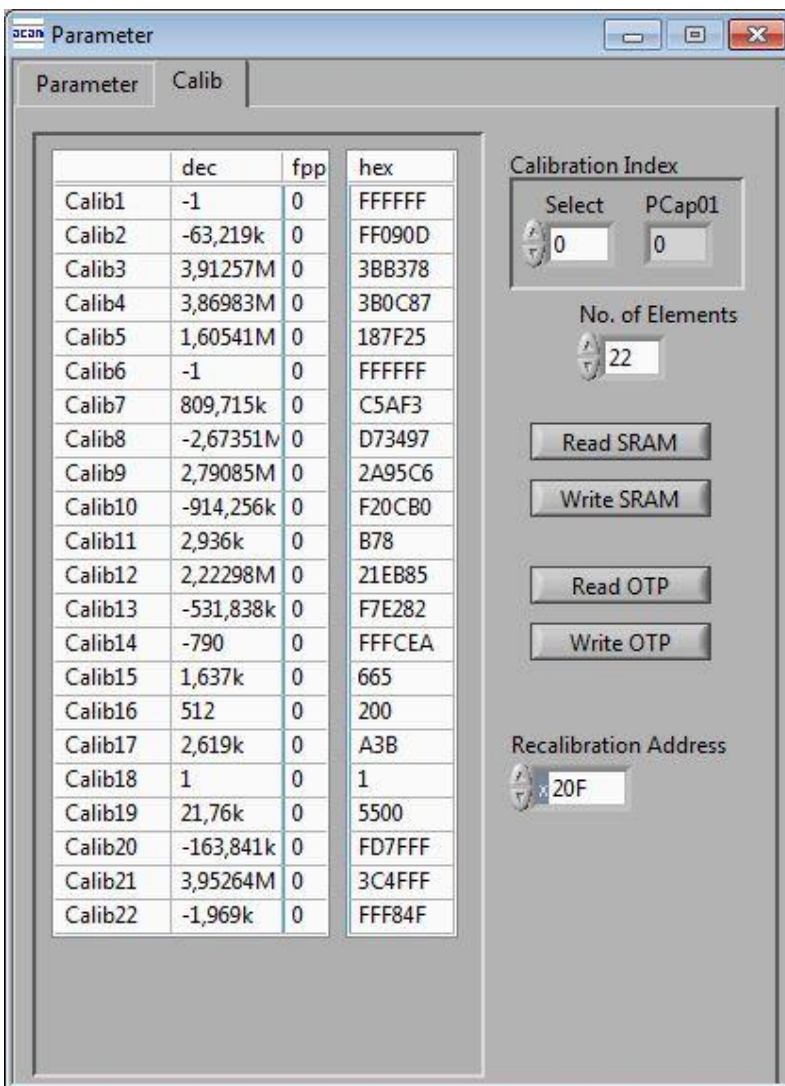 acan Parameter
Parameter Calib
dec fpp hex
Calib1 -1 0 FFFFFF
Calib2 -63,219k 0 FF090D
Calib3 3,91257M 0 3BB378
Calib4 3,86983M 0 3B0C87
Calib5 1,60541M 0 187F25
Calib6 -1 0 FFFFFF
Calib7 809,715k 0 C5AF3
Calib8 -2,67351M 0 D73497
Calib9 2,79085M 0 2A95C6
Calib10 -914,256k 0 F20CB0
Calib11 2,936k 0 B78
Calib12 2,22298M 0 21EB85
Calib13 -531,838k 0 F7E282
Calib14 -790 0 FFFCEA
Calib15 1,637k 0 665
Calib16 512 0 200
Calib17 2,619k 0 A3B
Calib18 1 0 1
Calib19 21,76k 0 5500
Calib20 -163,841k 0 FD7FFF
Calib21 3,95264M 0 3C4FFF
Calib22 -1,969k 0 FFF84F
Calibration Index
Select PCap01
0 0
No. of Elements
22
Read SRAM
Write SRAM
Read OTP
Write OTP
Recalibration Address
x 20F